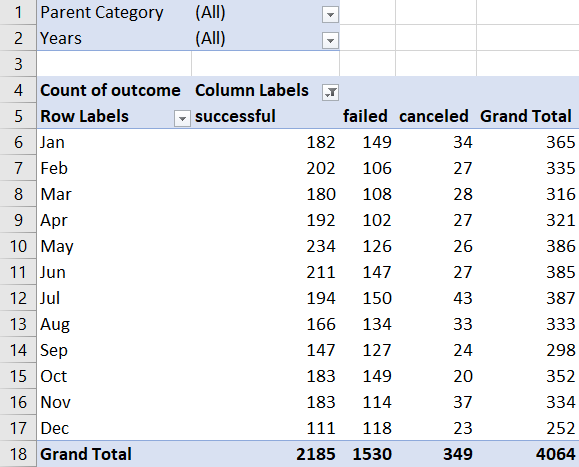 1 Parent Category (All)
2 Years (All)
3
4 Count of outcome Column Labels
5 Row Labels successful failed canceled Grand Total
6 Jan 182 149 34 365
7 Feb 202 106 27 335
8 Mar 180 108 28 316
9 Apr 192 102 27 321
10 May 234 126 26 386
11 Jun 211 147 27 385
12 Jul 194 150 43 387
13 Aug 166 134 33 333
14 Sep 147 127 24 298
15 Oct 183 149 20 352
16 Nov 183 114 37 334
17 Dec 111 118 23 252
18 Grand Total 2185 1530 349 4064